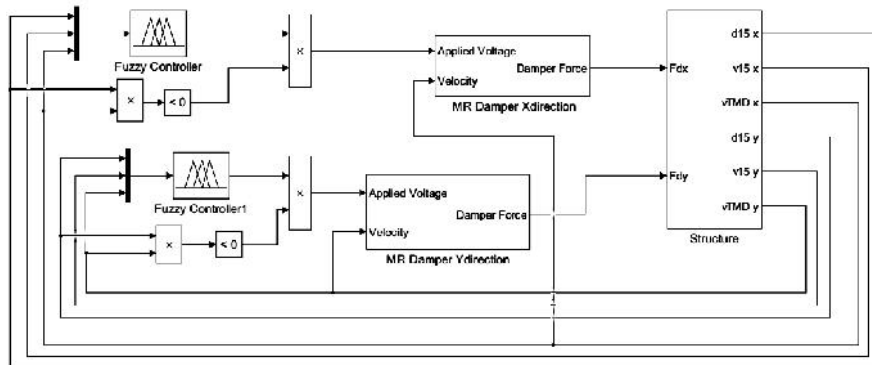 Fuzzy Controller
×
< 0
×
Applied Voltage
Velocity
Damper Force
MR Damper Xdirection
Fdx
Fdy
d15 x
v15 x
vTMD x
d15 y
v15 y
vTMD y
Structure
Fuzzy Controller1
×
< 0
×
Applied Voltage
Velocity
Damper Force
MR Damper Ydirection